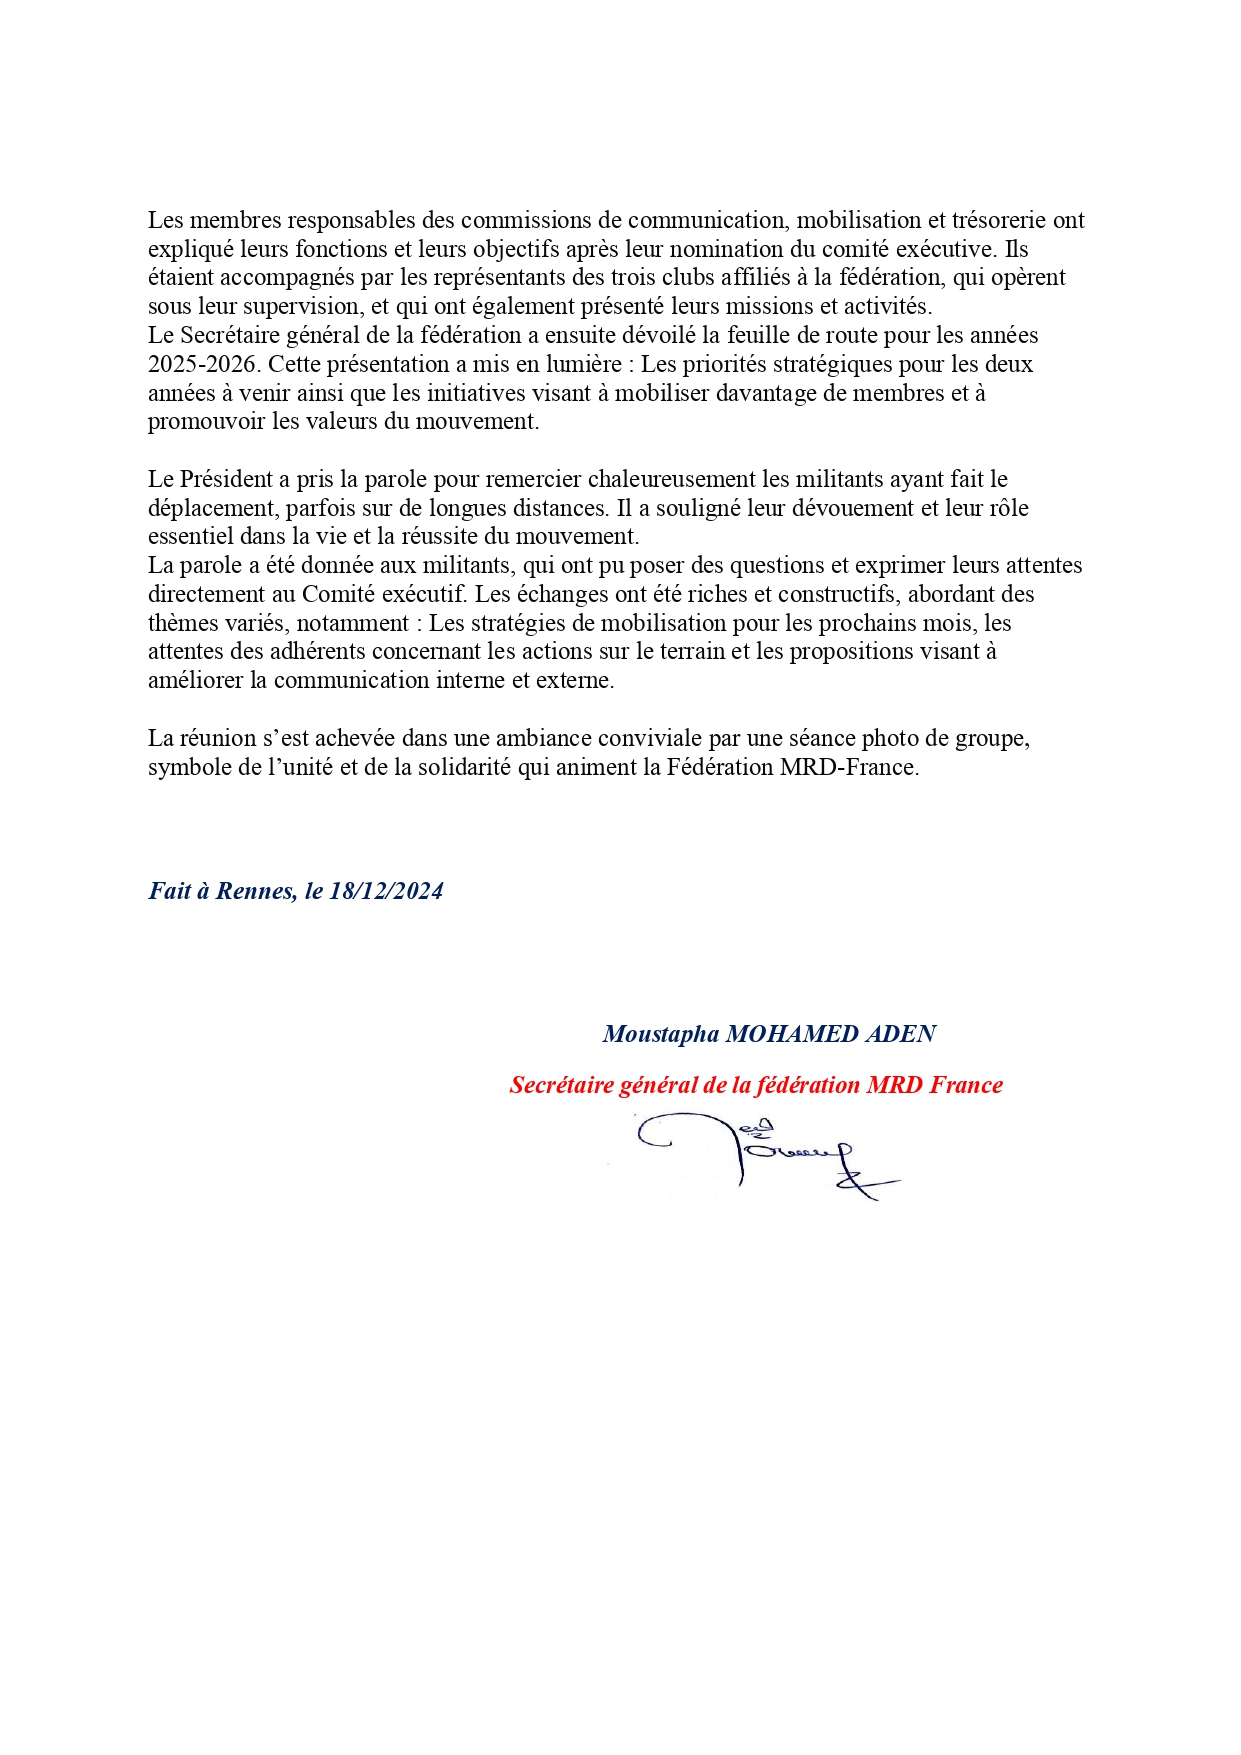 Les membres responsables des commissions de communication, mobilisation et trésorerie ont
expliqué leurs fonctions et leurs objectifs après leur nomination du comité exécutive. Ils
étaient accompagnés par les représentants des trois clubs affiliés à la fédération, qui opèrent
sous leur supervision, et qui ont également présenté leurs missions et activités.
Le Secrétaire général de la fédération a ensuite dévoilé la feuille de route pour les années
2025-2026. Cette présentation a mis en lumière : Les priorités stratégiques pour les deux
années à venir ainsi que les initiatives visant à mobiliser davantage de membres et à
promouvoir les valeurs du mouvement.
Le Président a pris la parole pour remercier chaleureusement les militants ayant fait le
déplacement, parfois sur de longues distances. Il a souligné leur dévouement et leur rôle
essentiel dans la vie et la réussite du mouvement.
La parole a été donnée aux militants, qui ont pu poser des questions et exprimer leurs attentes
directement au Comité exécutif. Les échanges ont été riches et constructifs, abordant des
thèmes variés, notamment : Les stratégies de mobilisation pour les prochains mois, les
attentes des adhérents concernant les actions sur le terrain et les propositions visant à
améliorer la communication interne et externe.
La réunion s’est achevée dans une ambiance conviviale par une séance photo de groupe,
symbole de l’unité et de la solidarité qui animent la Fédération MRD-France.
Fait à Rennes, le 18/12/2024
Moustapha MOHAMED ADEN
Secrétaire général de la fédération MRD France